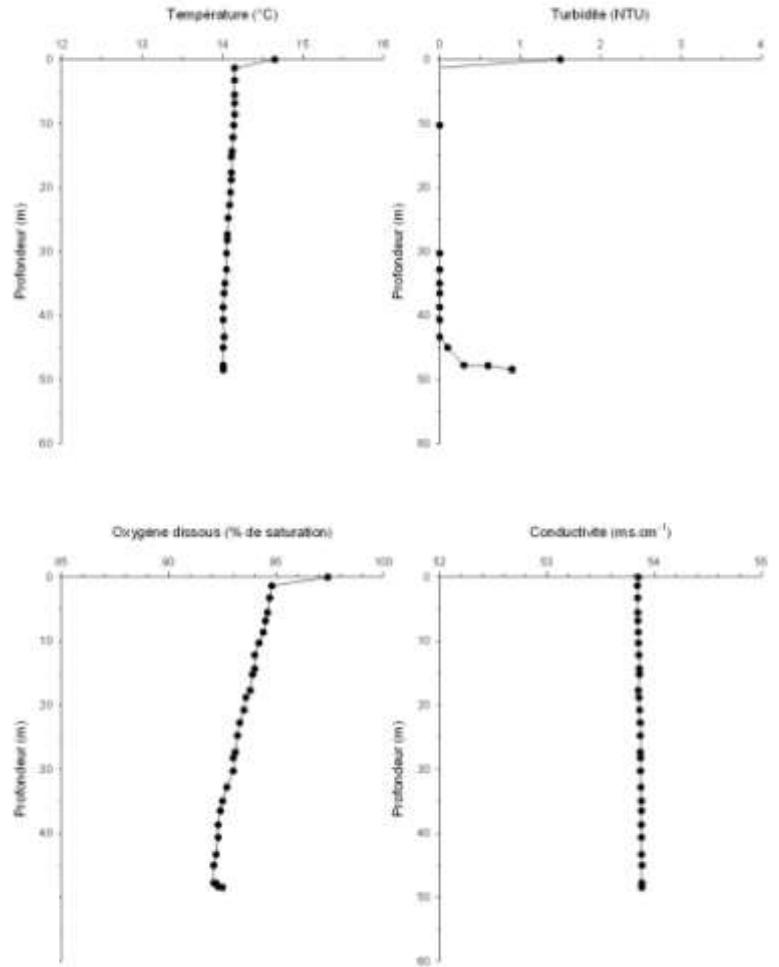 Température (°C)
12 13 14 15 16
0
10
20
30
40
50
60
Profondeur (m)
Turbidité (NTU)
0 1 2 3 4
0
10
20
30
40
50
60
Profondeur (m)
Oxygène dissous (% de saturation)
85 90 95 100
0
10
20
30
40
Profondeur (m)
Conductivité (ms.cm⁻¹)
52 53 54 55
0
10
20
30
40
50
60
Profondeur (m)